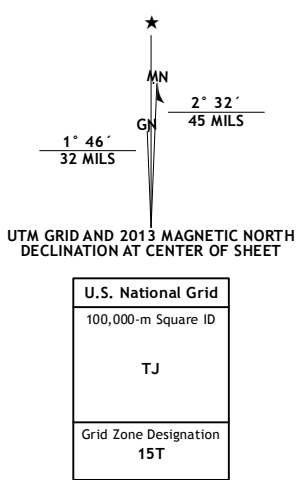 ★
MN
2° 32´
45 MILS
GN
1° 46´
32 MILS
UTM GRID AND 2013 MAGNETIC NORTH
DECLINATION AT CENTER OF SHEET
U.S. National Grid
100,000-m Square ID
TJ
Grid Zone Designation
15T